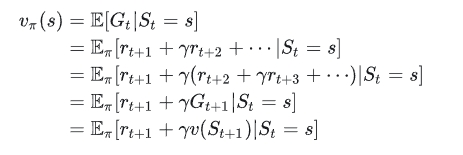 v_π(s) = 𝔼[G_t|S_t = s]
= 𝔼_π[r_{t+1} + γr_{t+2} + ⋯ |S_t = s]
= 𝔼_π[r_{t+1} + γ(r_{t+2} + γr_{t+3} + ⋯)|S_t = s]
= 𝔼_π[r_{t+1} + γG_{t+1}|S_t = s]
= 𝔼_π[r_{t+1} + γv(S_{t+1})|S_t = s]